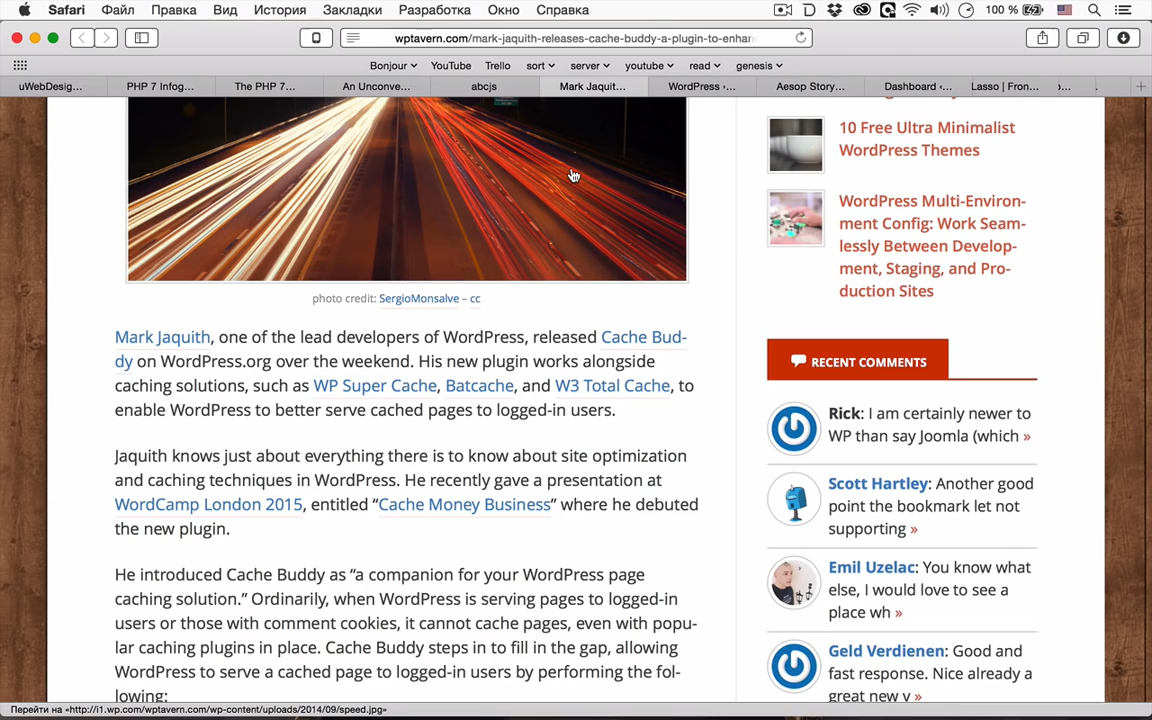 Safari Файл Правка Вид История Закладки Разработка Окно Справка 100 %
wptavern.com/mark-jaquith-releases-cache-buddy-a-plugin-to-enhan
Bonjour YouTube Trello sort server youtube read genesis
uWebDesig... PHP 7 Infog... The PHP 7... An Unconve... abcjs Mark Jaquit... WordPress ›... Aesop Story... Dashboard ‹... Lasso | Fron...
10 Free Ultra Minimalist
WordPress Themes
WordPress Multi-Environ-
ment Config: Work Seam-
lessly Between Develop-
ment, Staging, and Pro-
duction Sites
photo credit: SergioMonsalve – cc
Mark Jaquith, one of the lead developers of WordPress, released Cache Bud-
dy on WordPress.org over the weekend. His new plugin works alongside
caching solutions, such as WP Super Cache, Batcache, and W3 Total Cache, to
enable WordPress to better serve cached pages to logged-in users.
Jaquith knows just about everything there is to know about site optimization
and caching techniques in WordPress. He recently gave a presentation at
WordCamp London 2015, entitled “Cache Money Business” where he debuted
the new plugin.
He introduced Cache Buddy as “a companion for your WordPress page
caching solution.” Ordinarily, when WordPress is serving pages to logged-in
users or those with comment cookies, it cannot cache pages, even with popu-
lar caching plugins in place. Cache Buddy steps in to fill in the gap, allowing
WordPress to serve a cached page to logged-in users by performing the fol-
lowing:
RECENT COMMENTS
Rick: I am certainly newer to
WP than say Joomla (which »
Scott Hartley: Another good
point the bookmark let not
supporting »
Emil Uzelac: You know what
else, I would love to see a
place wh »
Geld Verdienen: Good and
fast response. Nice already a
great new v »
Перейти на «http://i1.wp.com/wptavern.com/wp-content/uploads/2014/09/speed.jpg»